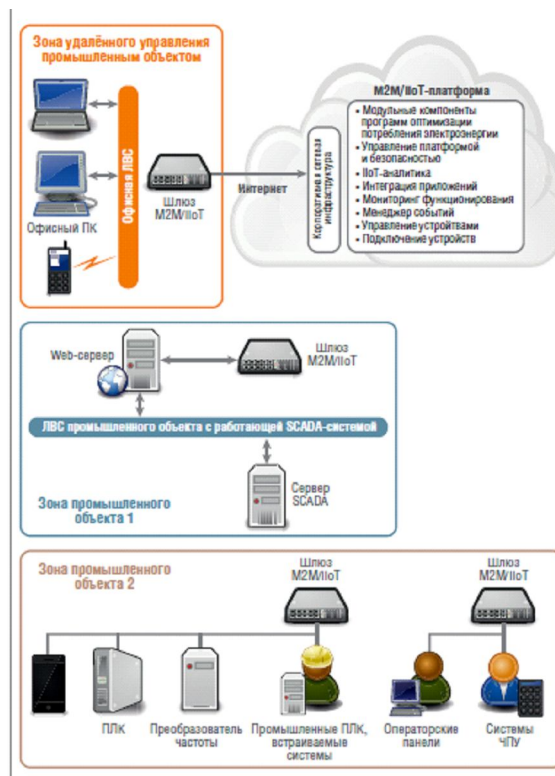 Зона удалённого управления
промышленным объектом
Офисная ЛВС
Шлюз
M2M/IIoT
Офисный ПК
Интернет
M2M/IIoT-платформа
Корпоративная сетевая
инфраструктура
• Модульные компоненты
программ оптимизации
потребления электроэнергии
• Управление платформой
и безопасностью
• IIoT-аналитика
• Интеграция приложений
• Мониторинг функционирования
• Менеджер событий
• Управление устройтвами
• Подключение устройств
Web-сервер
Шлюз
M2M/IIoT
ЛВС промышленного объекта с работающей SCADA-системой
Сервер
SCADA
Зона промышленного
объекта 1
Зона промышленного
объекта 2
Шлюз
M2M/IIoT
Шлюз
M2M/IIoT
ПЛК
Преобразователь
частоты
Промышленные ПЛК,
встраиваемые
системы
Операторские
панели
Системы
ЧПУ